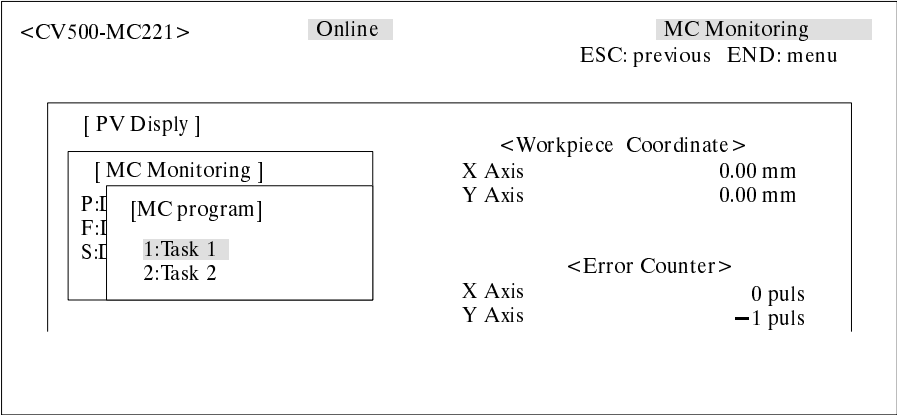 <CV500-MC221> Online MC Monitoring
ESC: previous END: menu
[ PV Disply ]
<Workpiece Coordinate>
[ MC Monitoring ]
X Axis 0.00 mm
Y Axis 0.00 mm
P:
F:
S:
[MC program]
1:Task 1
2:Task 2
<Error Counter>
X Axis 0 puls
Y Axis −1 puls